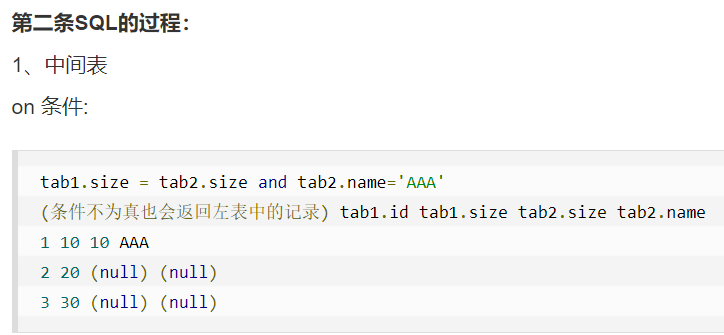 第二条SQL的过程：
1、中间表
on 条件:
tab1.size = tab2.size and tab2.name='AAA'
(条件不为真也会返回左表中的记录) tab1.id tab1.size tab2.size tab2.name
1 10 10 AAA
2 20 (null) (null)
3 30 (null) (null)